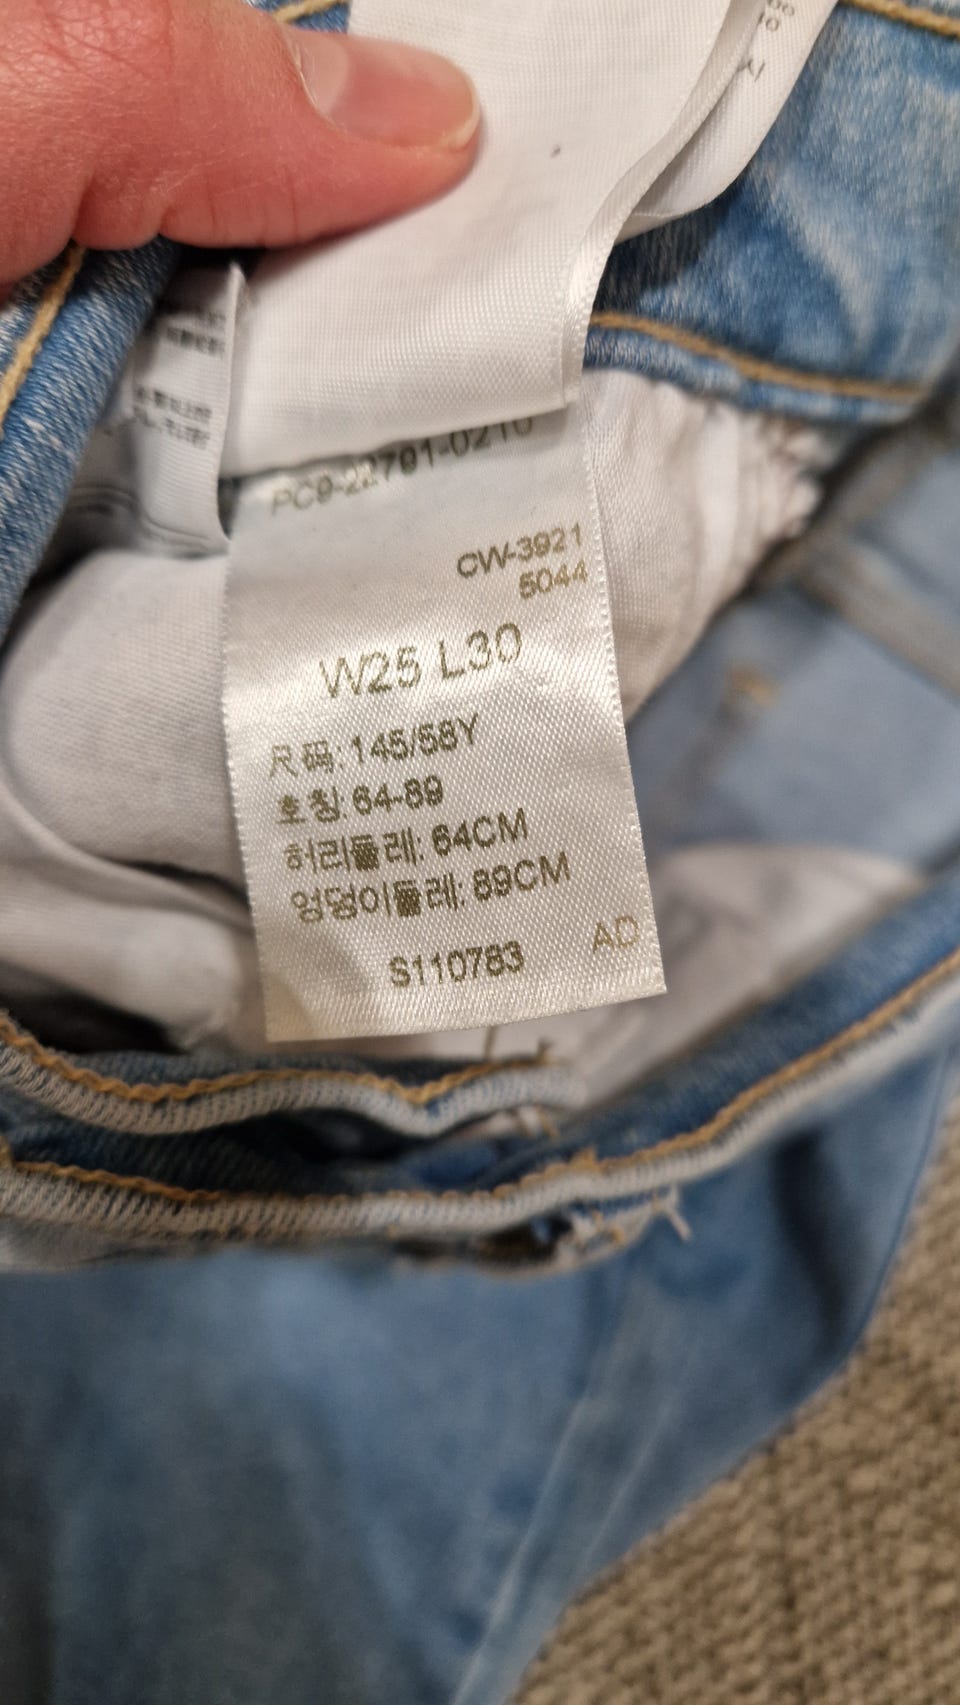 PC9-22791-0210
CW-3921
5044
W25 L30
尺码: 145/58Y
호칭: 64-89
허리둘레: 64CM
엉덩이둘레: 89CM
S110783
AD